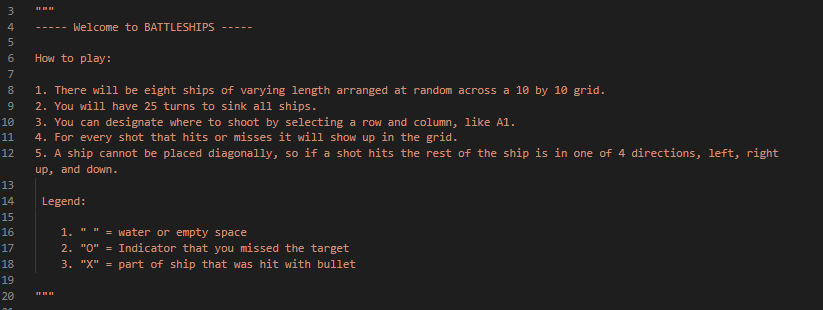 3 """
4 ----- Welcome to BATTLESHIPS -----
5
6 How to play:
7
8 1. There will be eight ships of varying length arranged at random across a 10 by 10 grid.
9 2. You will have 25 turns to sink all ships.
10 3. You can designate where to shoot by selecting a row and column, like A1.
11 4. For every shot that hits or misses it will show up in the grid.
12 5. A ship cannot be placed diagonally, so if a shot hits the rest of the ship is in one of 4 directions, left, right
up, and down.
13
14 Legend:
15
16 1. " " = water or empty space
17 2. "O" = Indicator that you missed the target
18 3. "X" = part of ship that was hit with bullet
19
20 """